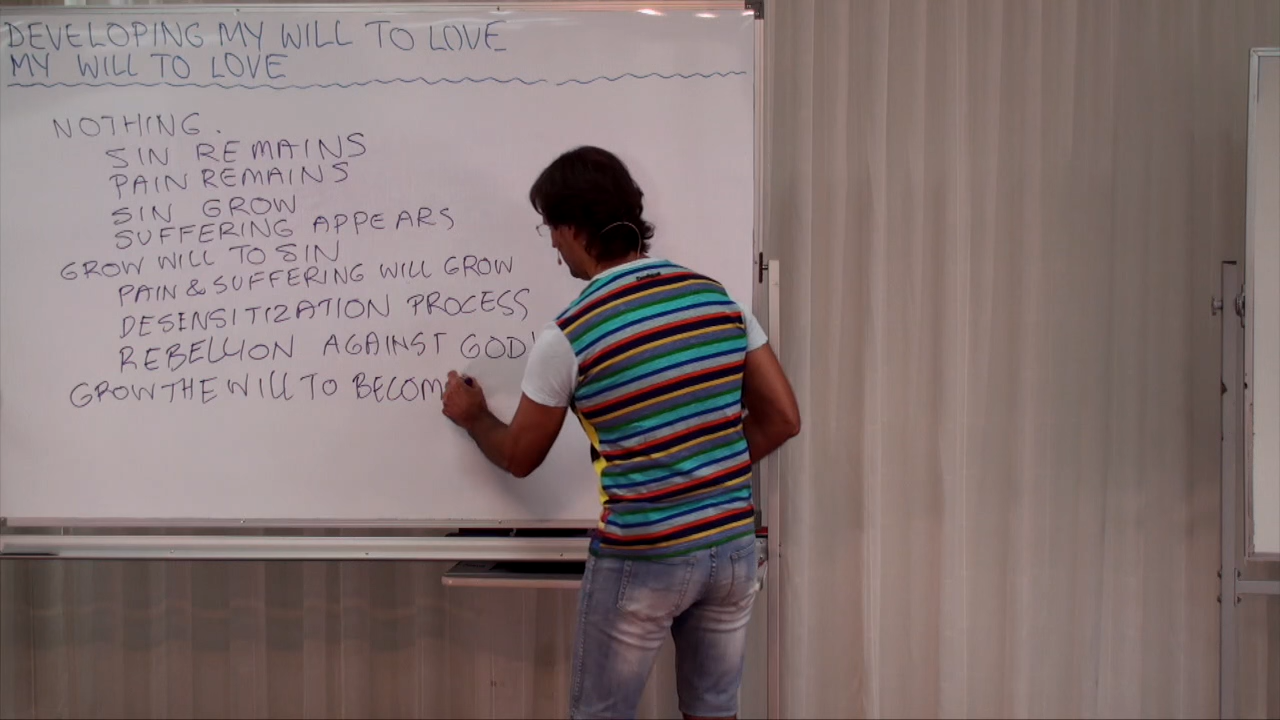 DEVELOPING MY WILL TO LOVE
MY WILL TO LOVE
NOTHING.
SIN REMAINS
PAIN REMAINS
SIN GROW
SUFFERING APPEARS
GROW WILL TO SIN
PAIN & SUFFERING WILL GROW
DESENSITIZATION PROCESS
REBELLION AGAINST GOD
GROW THE WILL TO BECOM